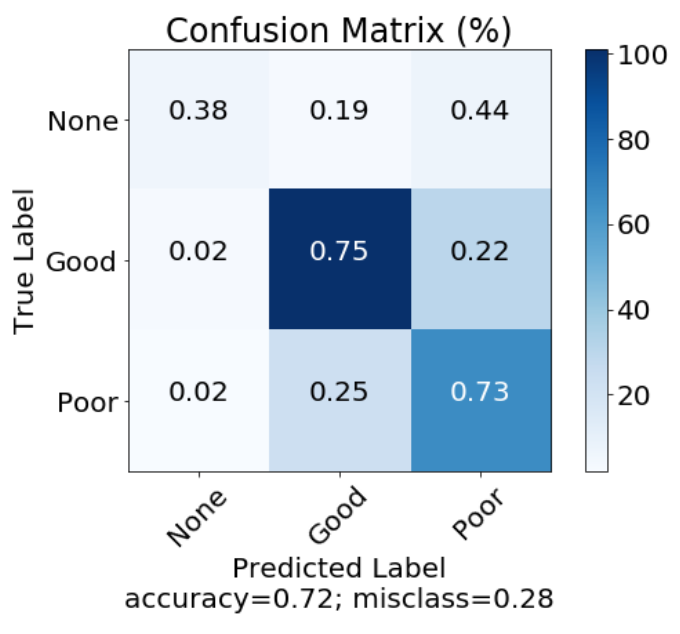 Confusion Matrix (%)
None 0.38 0.19 0.44
Good 0.02 0.75 0.22
Poor 0.02 0.25 0.73
True Label
None Good Poor
Predicted Label
accuracy=0.72; misclass=0.28
100
80
60
40
20